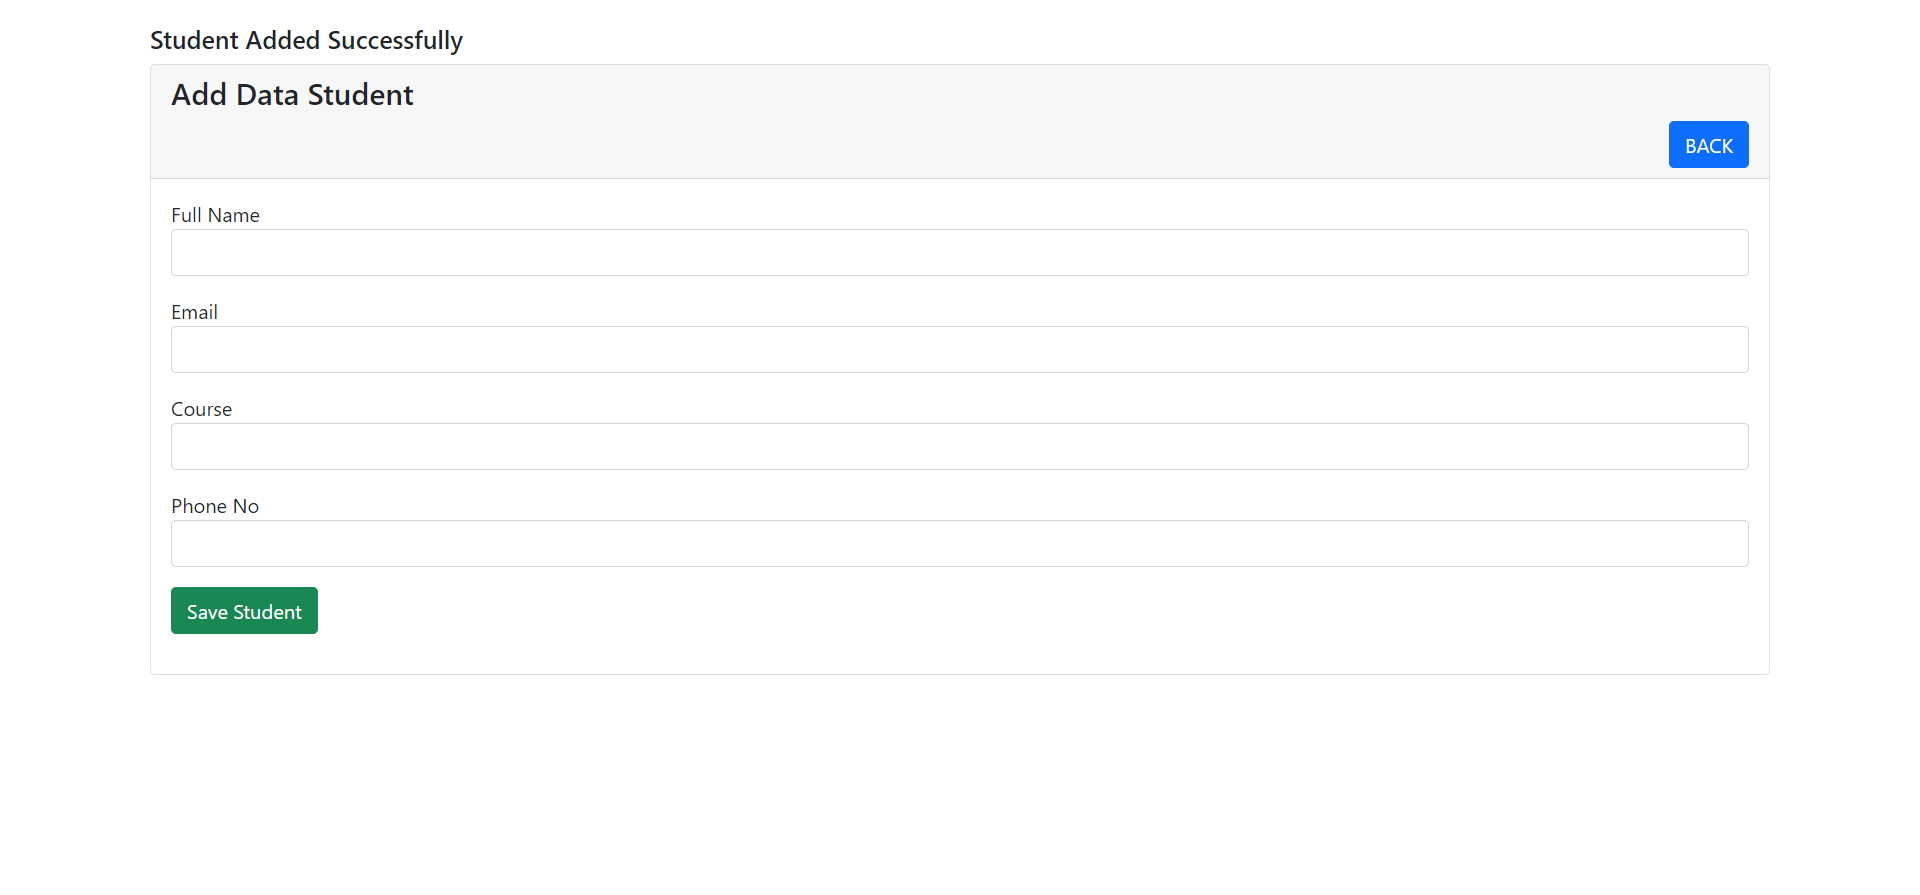 Student Added Successfully
Add Data Student
BACK
Full Name
Email
Course
Phone No
Save Student